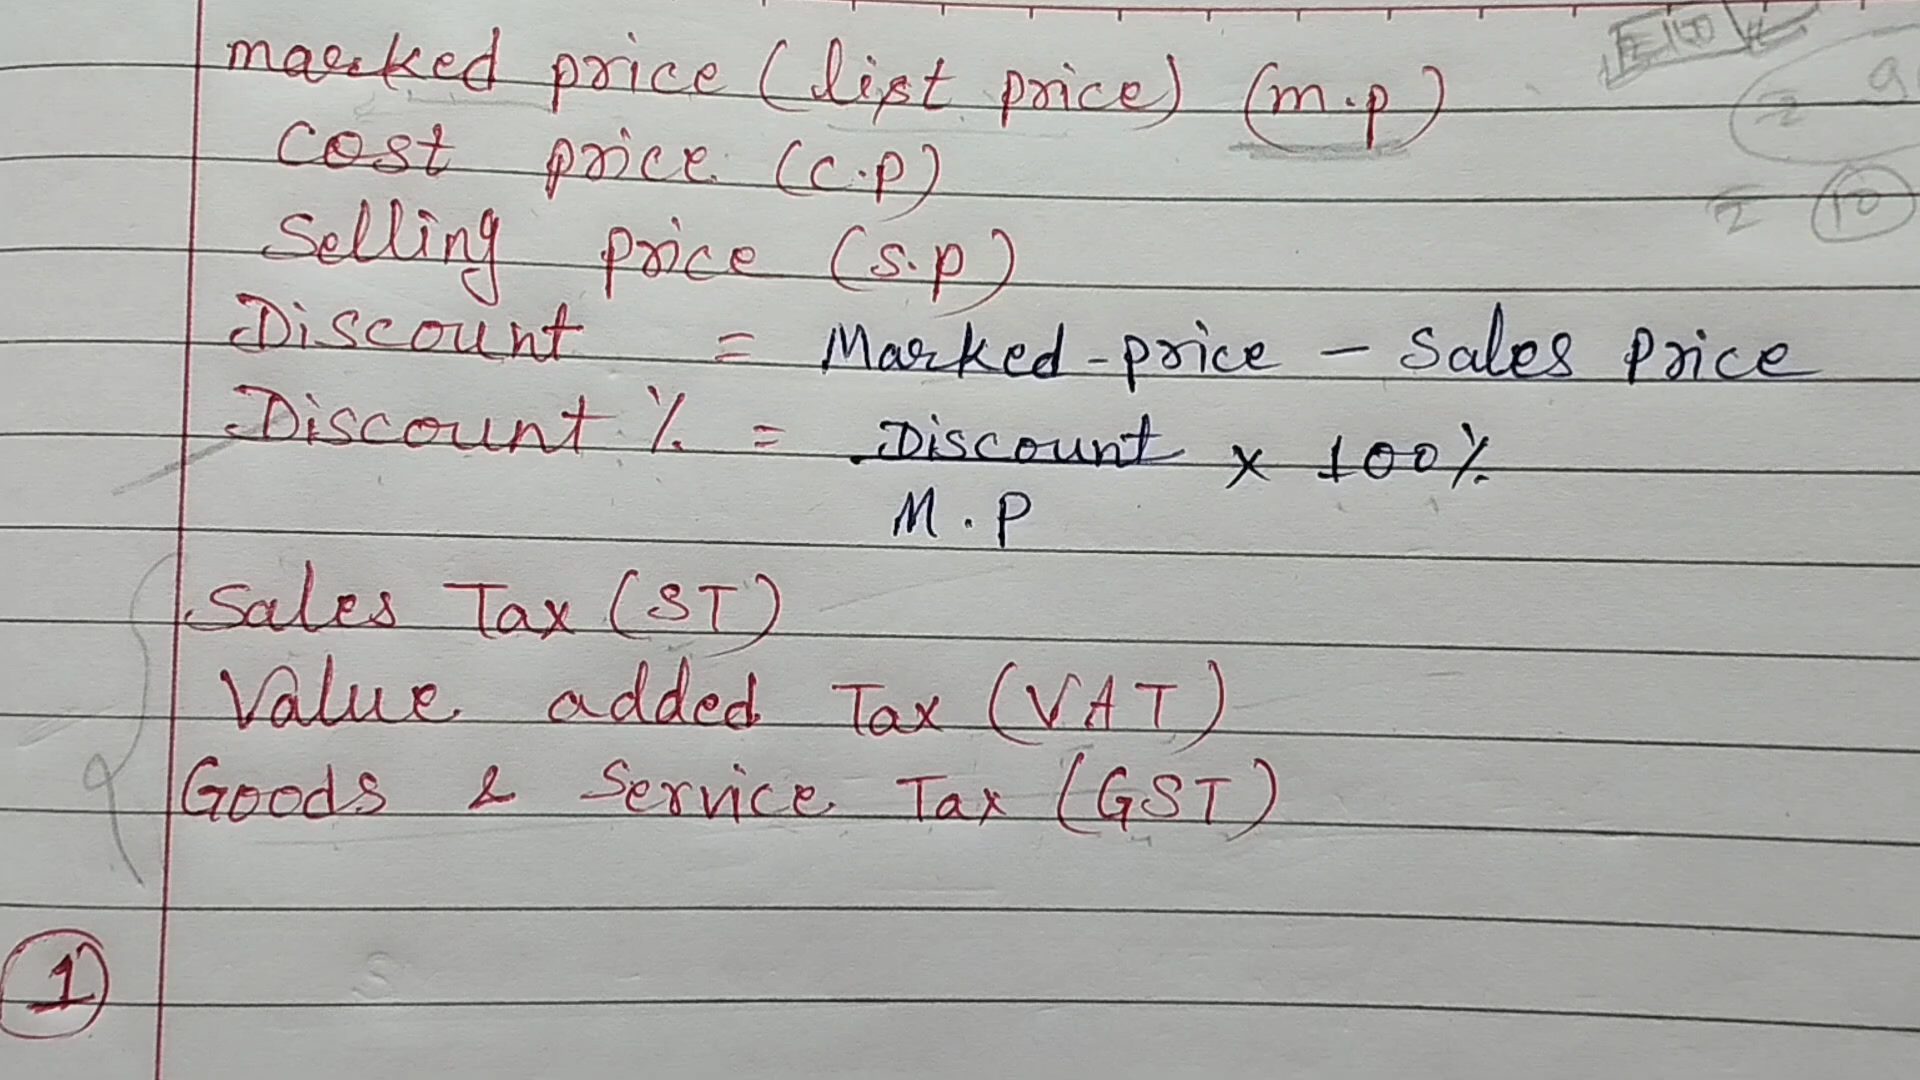 marked price (list price) (m.p)
Cost price (C.P)
Selling price (S.P)
Discount = Marked-price - Sales Price
Discount % = Discount × 100%
M.P
Sales Tax (ST)
Value added Tax (VAT)
Goods & Service Tax (GST)
1
10